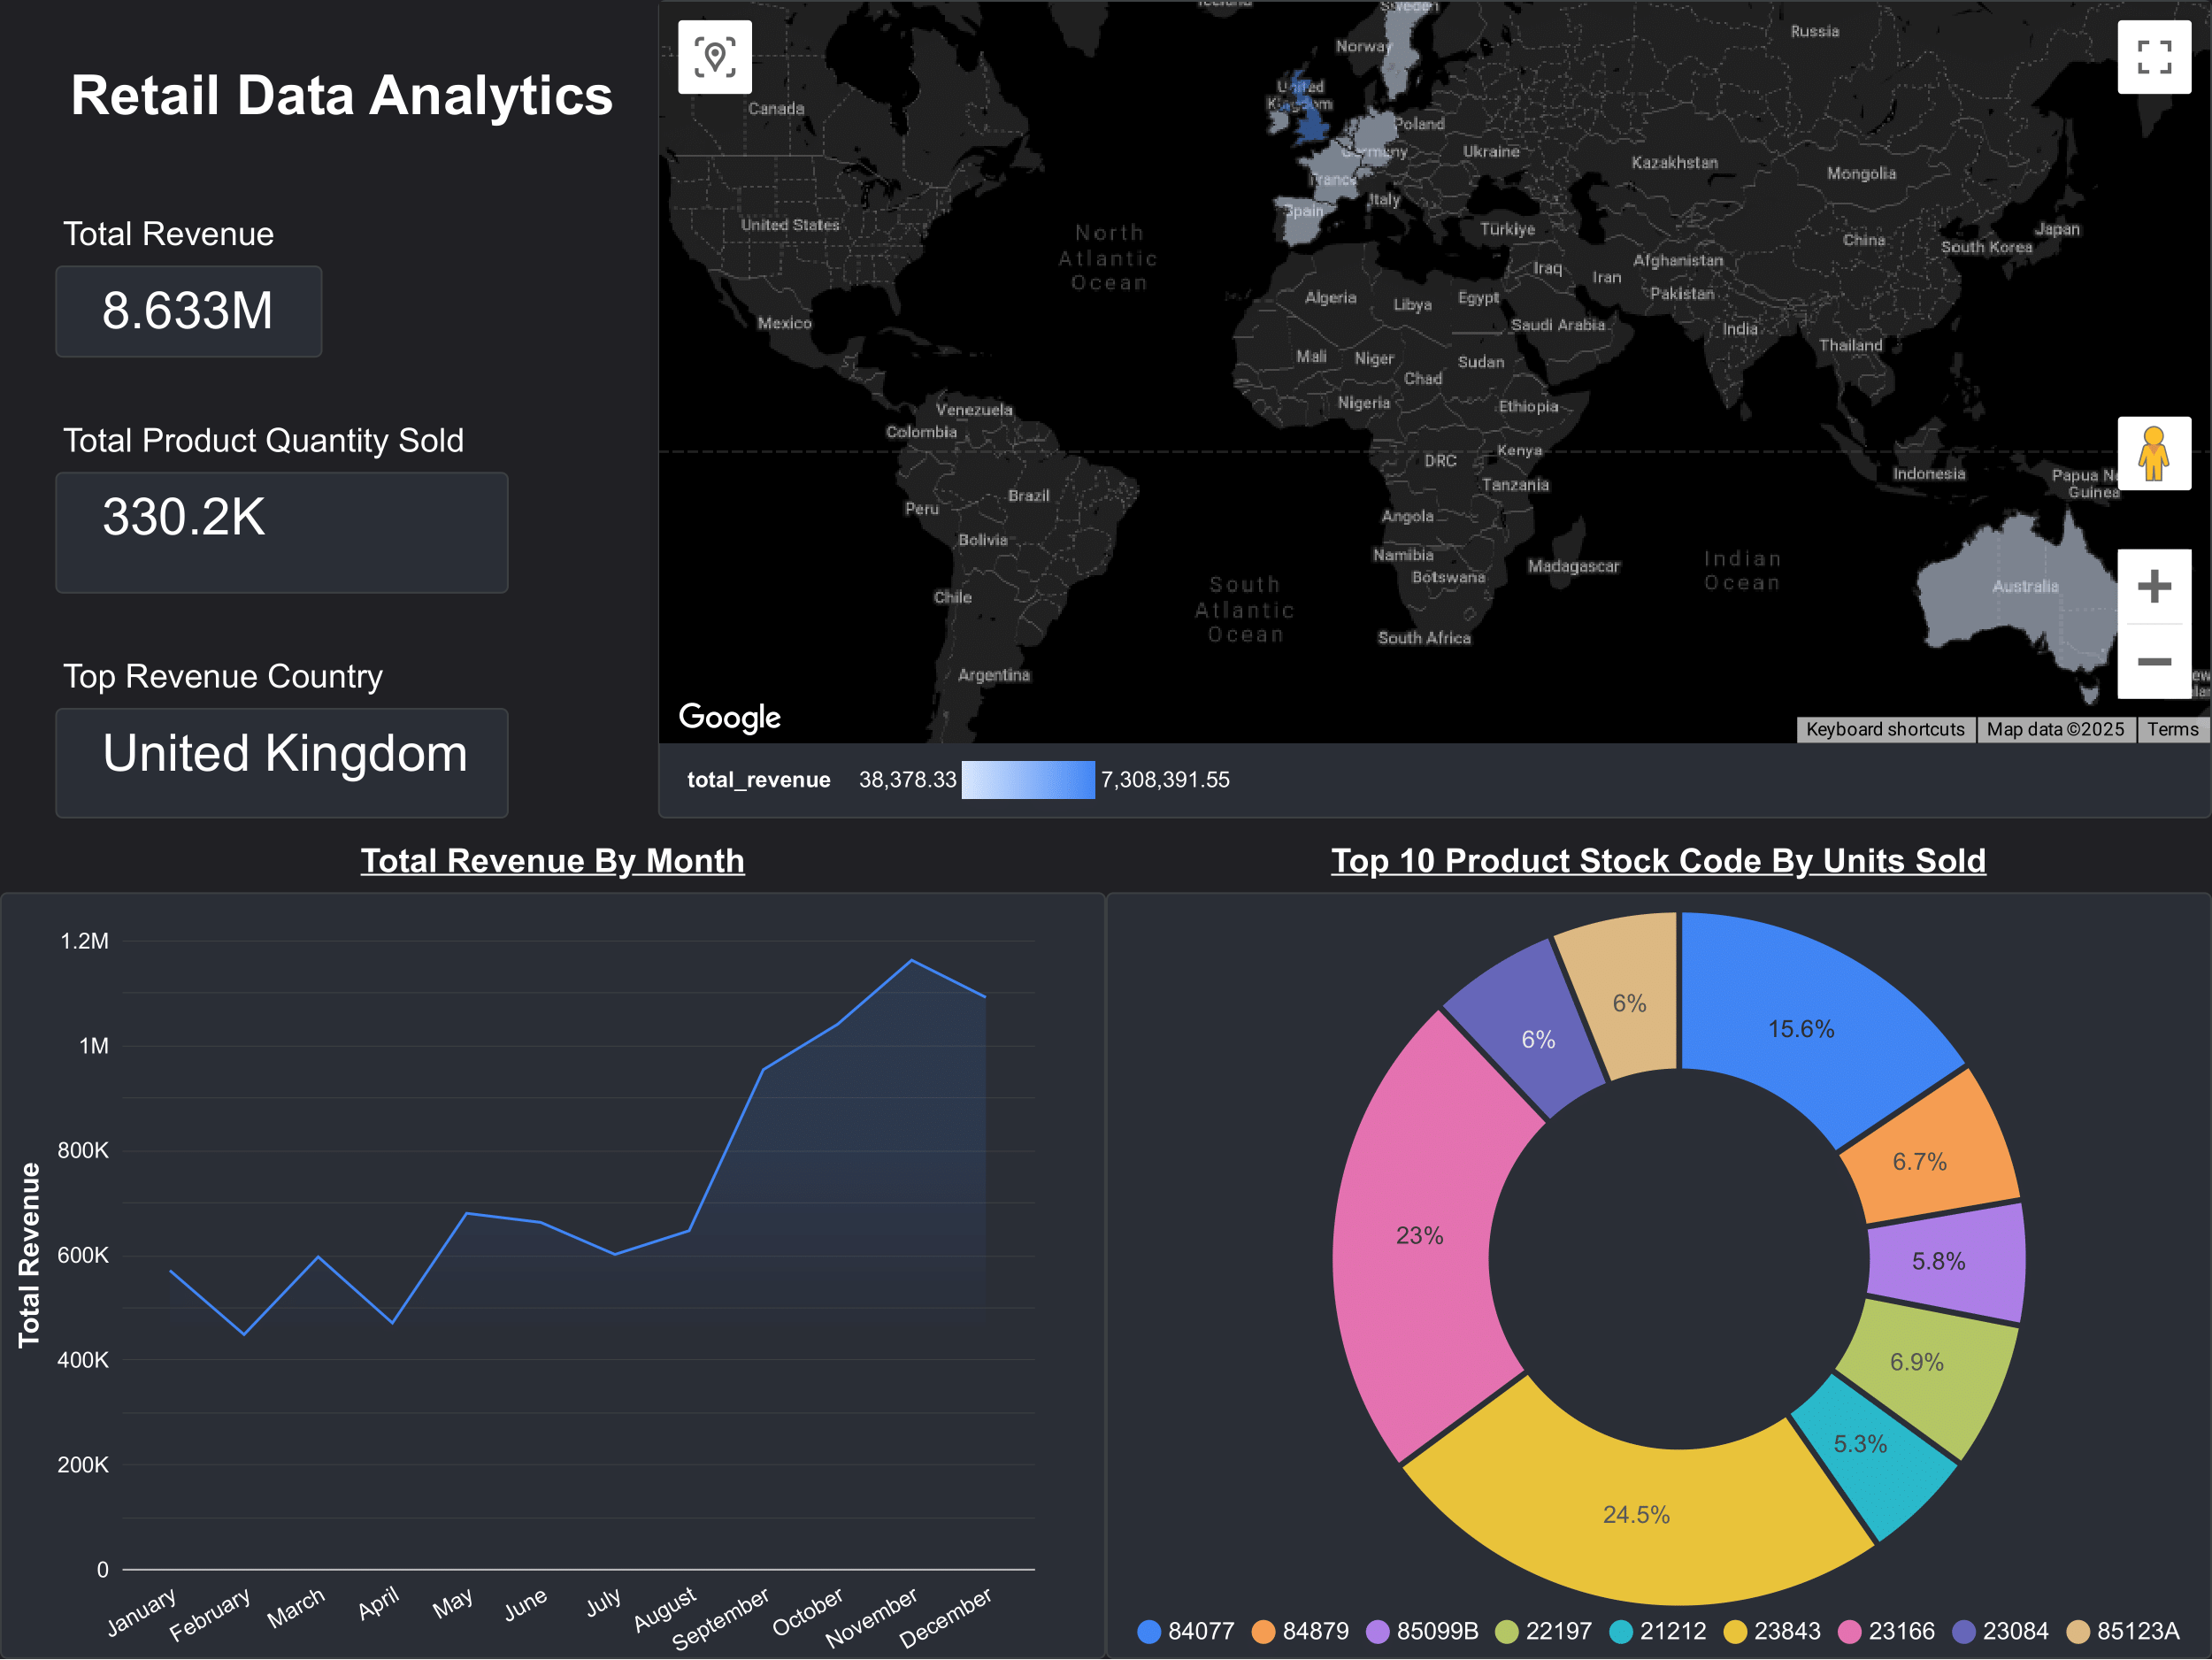 Retail Data Analytics
Total Revenue
8.633M
Total Product Quantity Sold
330.2K
Top Revenue Country
United Kingdom
Sweden
Norway
Russia
United
Kingdom
Canada
Poland
Germany
Ukraine
Kazakhstan
Mongolia
France
Spain
Italy
United States
North
Atlantic
Ocean
Türkiye
China
Japan
South Korea
Iraq
Iran
Afghanistan
Pakistan
Algeria
Libya
Egypt
Saudi Arabia
India
Mexico
Thailand
Mali
Niger
Sudan
Chad
Nigeria
Ethiopia
Venezuela
Colombia
DRC
Kenya
Indonesia
Papua Ne
Guinea
Tanzania
Brazil
Peru
Angola
Bolivia
Namibia
Botswana
Madagascar
Indian
Ocean
South
Atlantic
Ocean
Australia
Chile
South Africa
Argentina
Google
Keyboard shortcuts
Map data ©2025
Terms
total_revenue 38,378.33 7,308,391.55
Total Revenue By Month
Total Revenue
1.2M
1M
800K
600K
400K
200K
0
January
February
March
April
May
June
July
August
September
October
November
December
Top 10 Product Stock Code By Units Sold
15.6%
6.7%
5.8%
6.9%
5.3%
24.5%
23%
6%
6%
84077 84879 85099B 22197 21212 23843 23166 23084 85123A